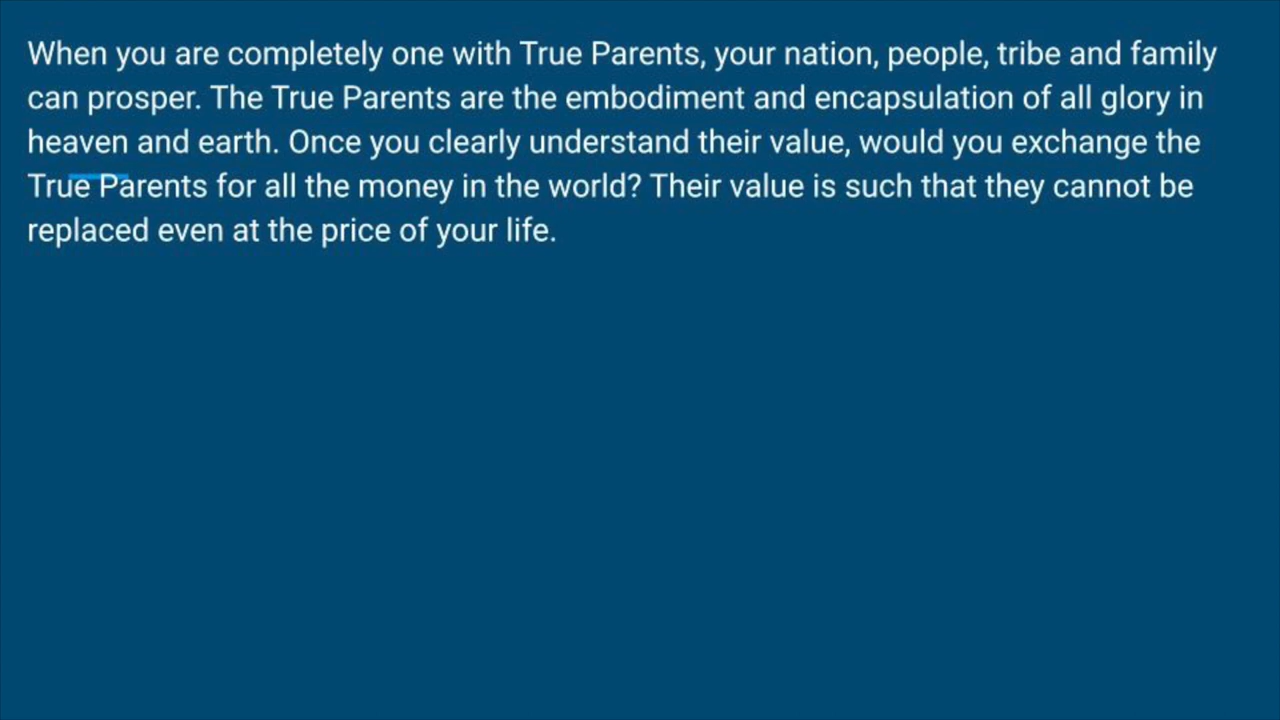 When you are completely one with True Parents, your nation, people, tribe and family
can prosper. The True Parents are the embodiment and encapsulation of all glory in
heaven and earth. Once you clearly understand their value, would you exchange the
True Parents for all the money in the world? Their value is such that they cannot be
replaced even at the price of your life.